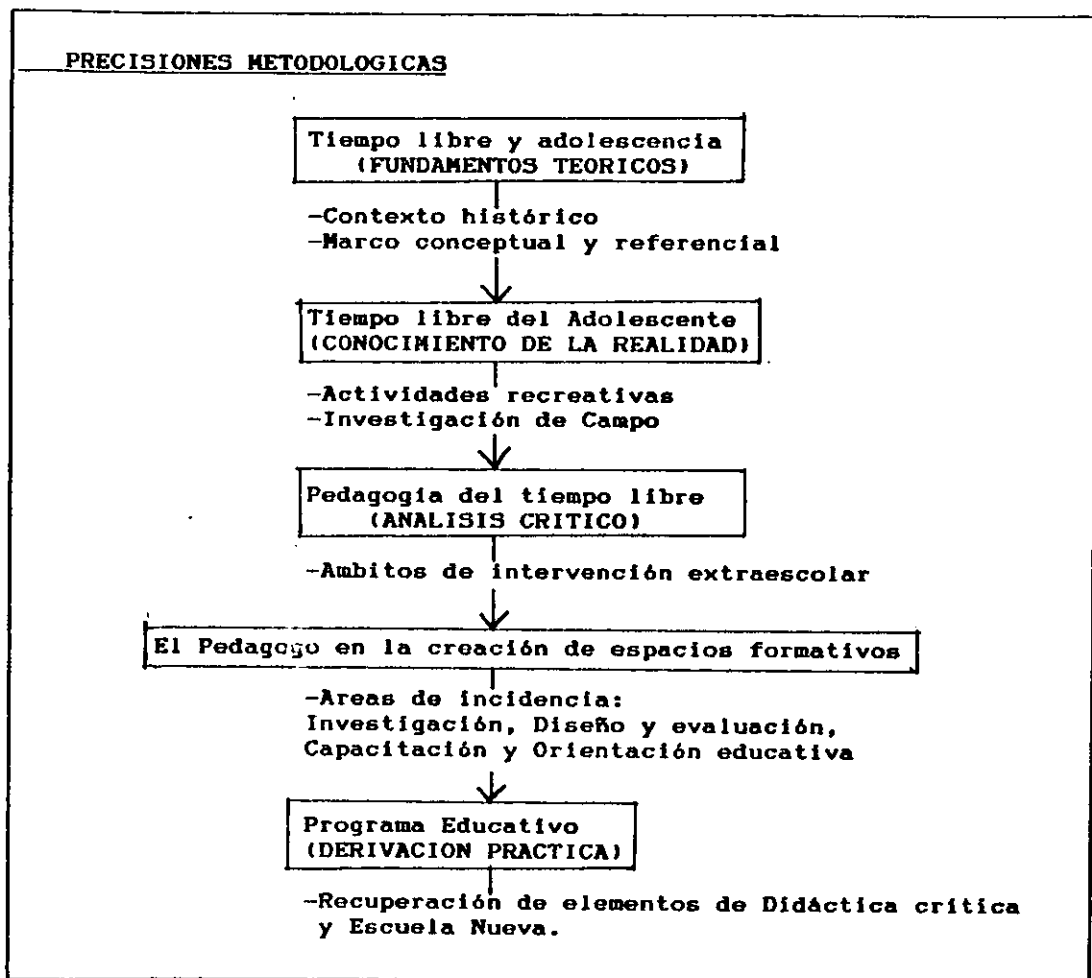 PRECISIONES METODOLOGICAS
Tiempo libre y adolescencia
(FUNDAMENTOS TEORICOS)
-Contexto histórico
-Marco conceptual y referencial
Tiempo libre del Adolescente
(CONOCIMIENTO DE LA REALIDAD)
-Actividades recreativas
-Investigación de Campo
Pedagogia del tiempo libre
(ANALISIS CRITICO)
-Ambitos de intervención extraescolar
El Pedagogo en la creación de espacios formativos
-Areas de incidencia:
Investigación, Diseño y evaluación,
Capacitación y Orientación educativa
Programa Educativo
(DERIVACION PRACTICA)
-Recuperación de elementos de Didáctica crítica
y Escuela Nueva.